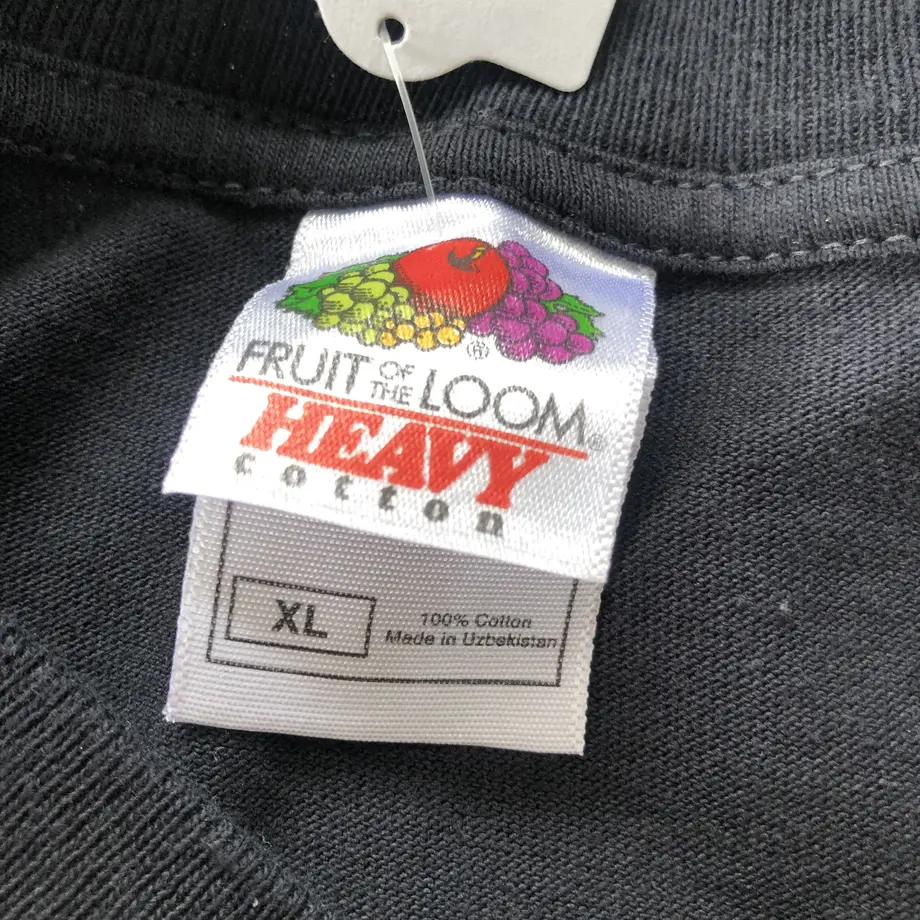 ®
FRUIT OF THE LOOM®
HEAVY
cotton
XL
100% Cotton
Made in Uzbekistan